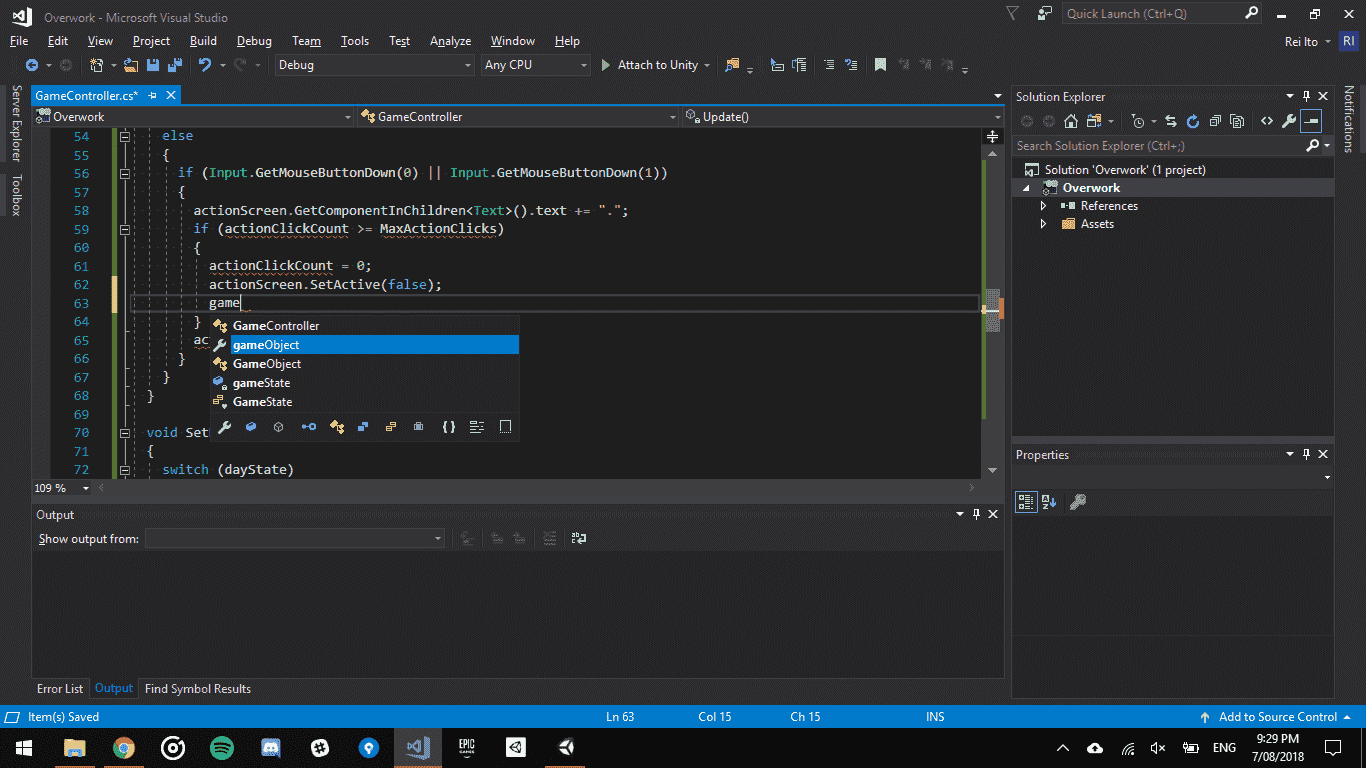 Overwork - Microsoft Visual Studio
Quick Launch (Ctrl+Q)
File Edit View Project Build Debug Team Tools Test Analyze Window Help
Rei Ito RI
Debug Any CPU Attach to Unity
Server Explorer
Toolbox
GameController.cs*
Overwork GameController Update()
54 else
55 {
56 if (Input.GetMouseButtonDown(0) || Input.GetMouseButtonDown(1))
57 {
58 actionScreen.GetComponentInChildren<Text>().text += ".";
59 if (actionClickCount >= MaxActionClicks)
60 {
61 actionClickCount = 0;
62 actionScreen.SetActive(false);
63 game
64 }
65 ac
66 }
67 }
68 }
69
70 void Set
71 {
72 switch (dayState)
GameController
gameObject
GameObject
gameState
GameState
109 %
Output
Show output from:
Error List Output Find Symbol Results
Solution Explorer
Search Solution Explorer (Ctrl+;)
Solution 'Overwork' (1 project)
Overwork
References
Assets
Properties
Notifications
Item(s) Saved Ln 63 Col 15 Ch 15 INS Add to Source Control
EPIC GAMES
ENG
9:29 PM
7/08/2018